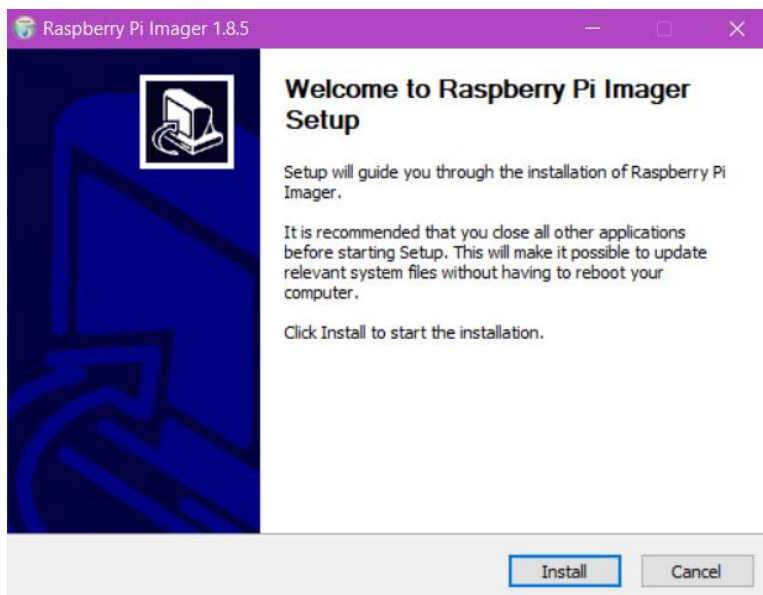 Raspberry Pi Imager 1.8.5
Welcome to Raspberry Pi Imager
Setup
Setup will guide you through the installation of Raspberry Pi
Imager.
It is recommended that you close all other applications
before starting Setup. This will make it possible to update
relevant system files without having to reboot your
computer.
Click Install to start the installation.
Install
Cancel